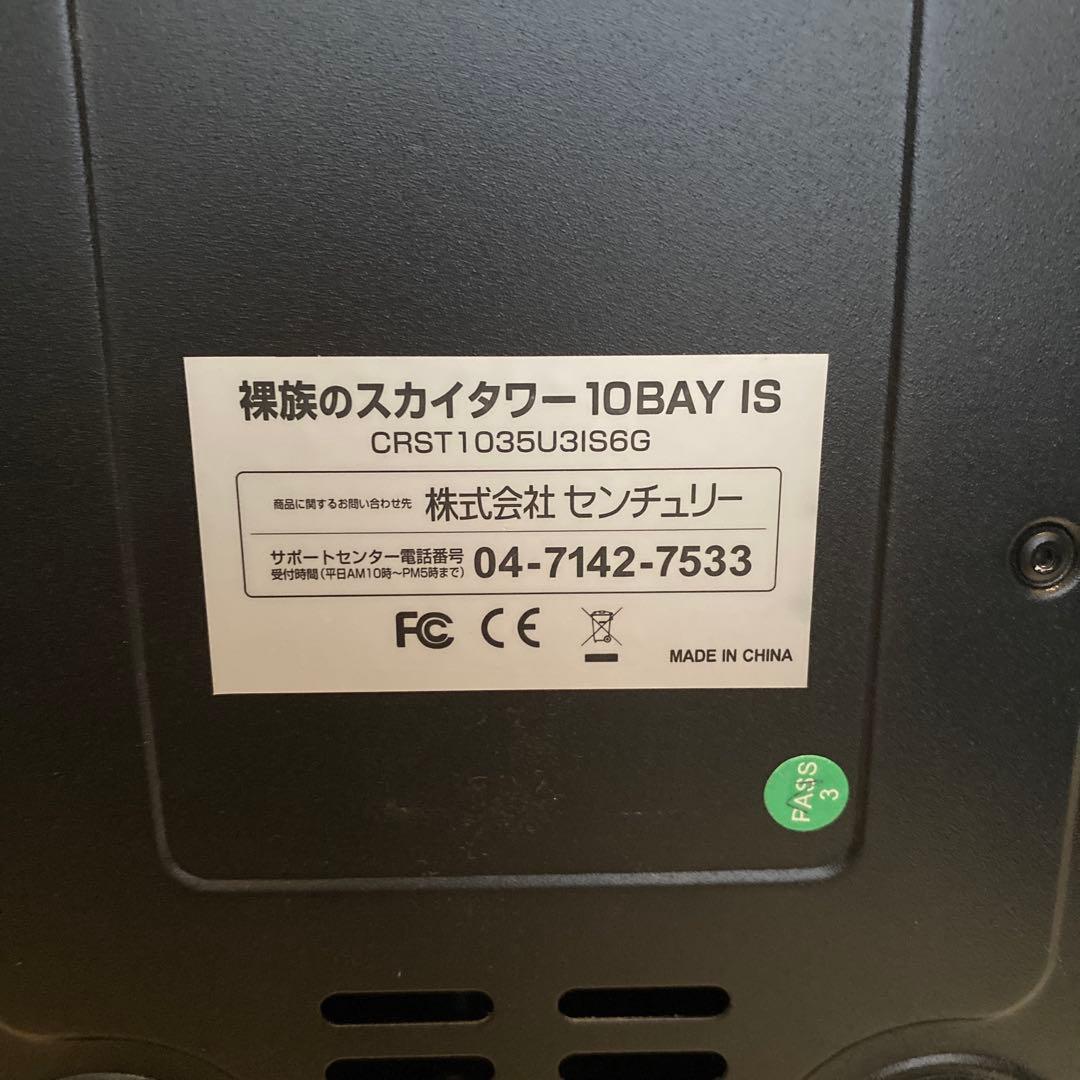 裸族のスカイタワー10BAY IS
CRST1035U3IS6G
商品に関するお問い合わせ先 株式会社 センチュリー
サポートセンター電話番号 04-7142-7533
受付時間(平日AM10時〜PM5時まで)
FC CE
MADE IN CHINA
PASS
3